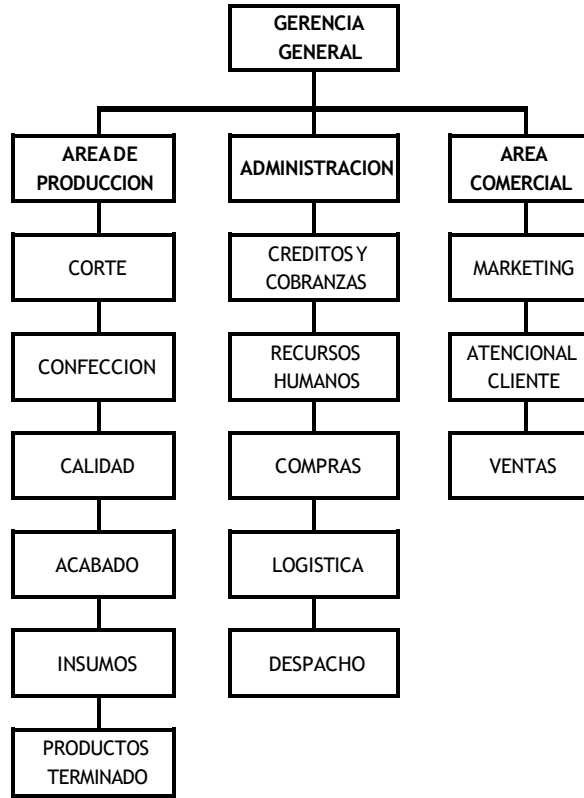 GERENCIA
GENERAL
AREA DE
PRODUCCION
ADMINISTRACION
AREA
COMERCIAL
CORTE
CREDITOS Y
COBRANZAS
MARKETING
CONFECCION
RECURSOS
HUMANOS
ATENCIONAL
CLIENTE
CALIDAD
COMPRAS
VENTAS
ACABADO
LOGISTICA
INSUMOS
DESPACHO
PRODUCTOS
TERMINADO